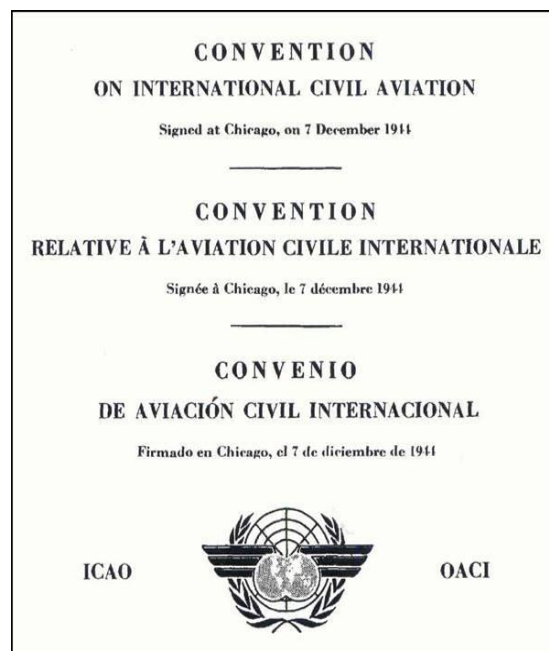 CONVENTION
ON INTERNATIONAL CIVIL AVIATION
Signed at Chicago, on 7 December 1944
CONVENTION
RELATIVE À L'AVIATION CIVILE INTERNATIONALE
Signée à Chicago, le 7 décembre 1944
CONVENIO
DE AVIACIÓN CIVIL INTERNACIONAL
Firmado en Chicago, el 7 de diciembre de 1944
ICAO OACI